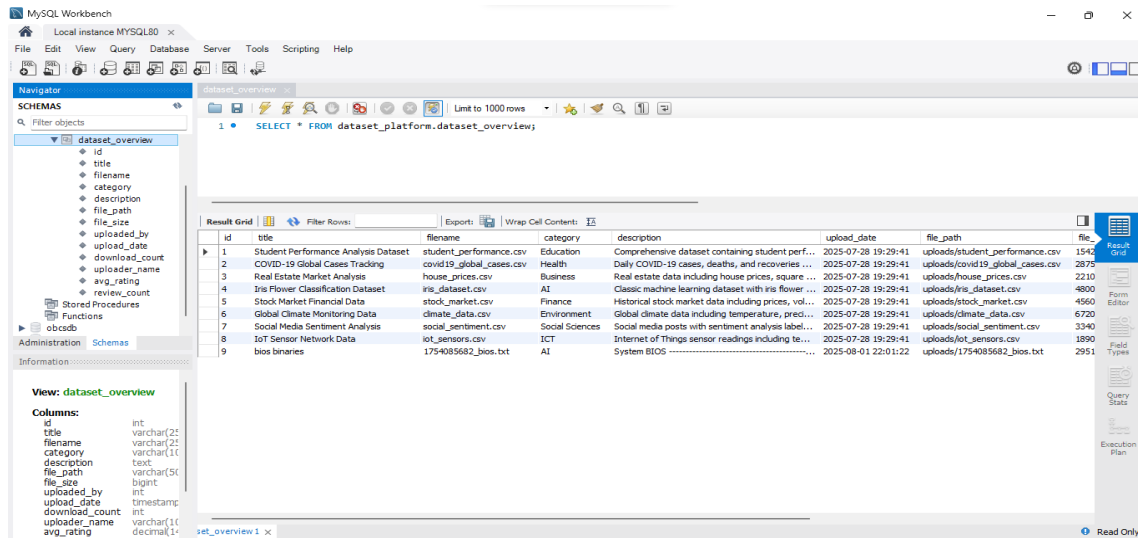 MySQL Workbench
Local instance MYSQL80 ×
File Edit View Query Database Server Tools Scripting Help
Navigator
SCHEMAS
Filter objects
dataset_overview
id
title
filename
category
description
file_path
file_size
uploaded_by
upload_date
download_count
uploader_name
avg_rating
review_count
Stored Procedures
Functions
obcsdb
Administration Schemas
Information
View: dataset_overview
Columns:
id int
title varchar(25
filename varchar(25
category varchar(10
description text
file_path varchar(50
file_size bigint
uploaded_by int
upload_date timestamp
download_count int
uploader_name varchar(10
avg_rating decimal(14
dataset_overview ×
Limit to 1000 rows
1 SELECT * FROM dataset_platform.dataset_overview;
Result Grid Filter Rows: Export: Wrap Cell Content:
id title filename category description upload_date file_path file_
1 Student Performance Analysis Dataset student_performance.csv Education Comprehensive dataset containing student perf... 2025-07-28 19:29:41 uploads/student_performance.csv 1542
2 COVID-19 Global Cases Tracking covid19_global_cases.csv Health Daily COVID-19 cases, deaths, and recoveries ... 2025-07-28 19:29:41 uploads/covid19_global_cases.csv 2875
3 Real Estate Market Analysis house_prices.csv Business Real estate data including house prices, square ... 2025-07-28 19:29:41 uploads/house_prices.csv 2210
4 Iris Flower Classification Dataset iris_dataset.csv AI Classic machine learning dataset with iris flower ... 2025-07-28 19:29:41 uploads/iris_dataset.csv 4800
5 Stock Market Financial Data stock_market.csv Finance Historical stock market data including prices, vol... 2025-07-28 19:29:41 uploads/stock_market.csv 4560
6 Global Climate Monitoring Data climate_data.csv Environment Global climate data including temperature, preci... 2025-07-28 19:29:41 uploads/climate_data.csv 6720
7 Social Media Sentiment Analysis social_sentiment.csv Social Sciences Social media posts with sentiment analysis label... 2025-07-28 19:29:41 uploads/social_sentiment.csv 3340
8 IoT Sensor Network Data iot_sensors.csv ICT Internet of Things sensor readings including te... 2025-07-28 19:29:41 uploads/iot_sensors.csv 1890
9 bios binaries 1754085682_bios.txt AI System BIOS ------------------------------------------... 2025-08-01 22:01:22 uploads/1754085682_bios.txt 2951
Result
Grid
Form
Editor
Field
Types
Query
Stats
Execution
Plan
set_overview 1 ×
Read Only